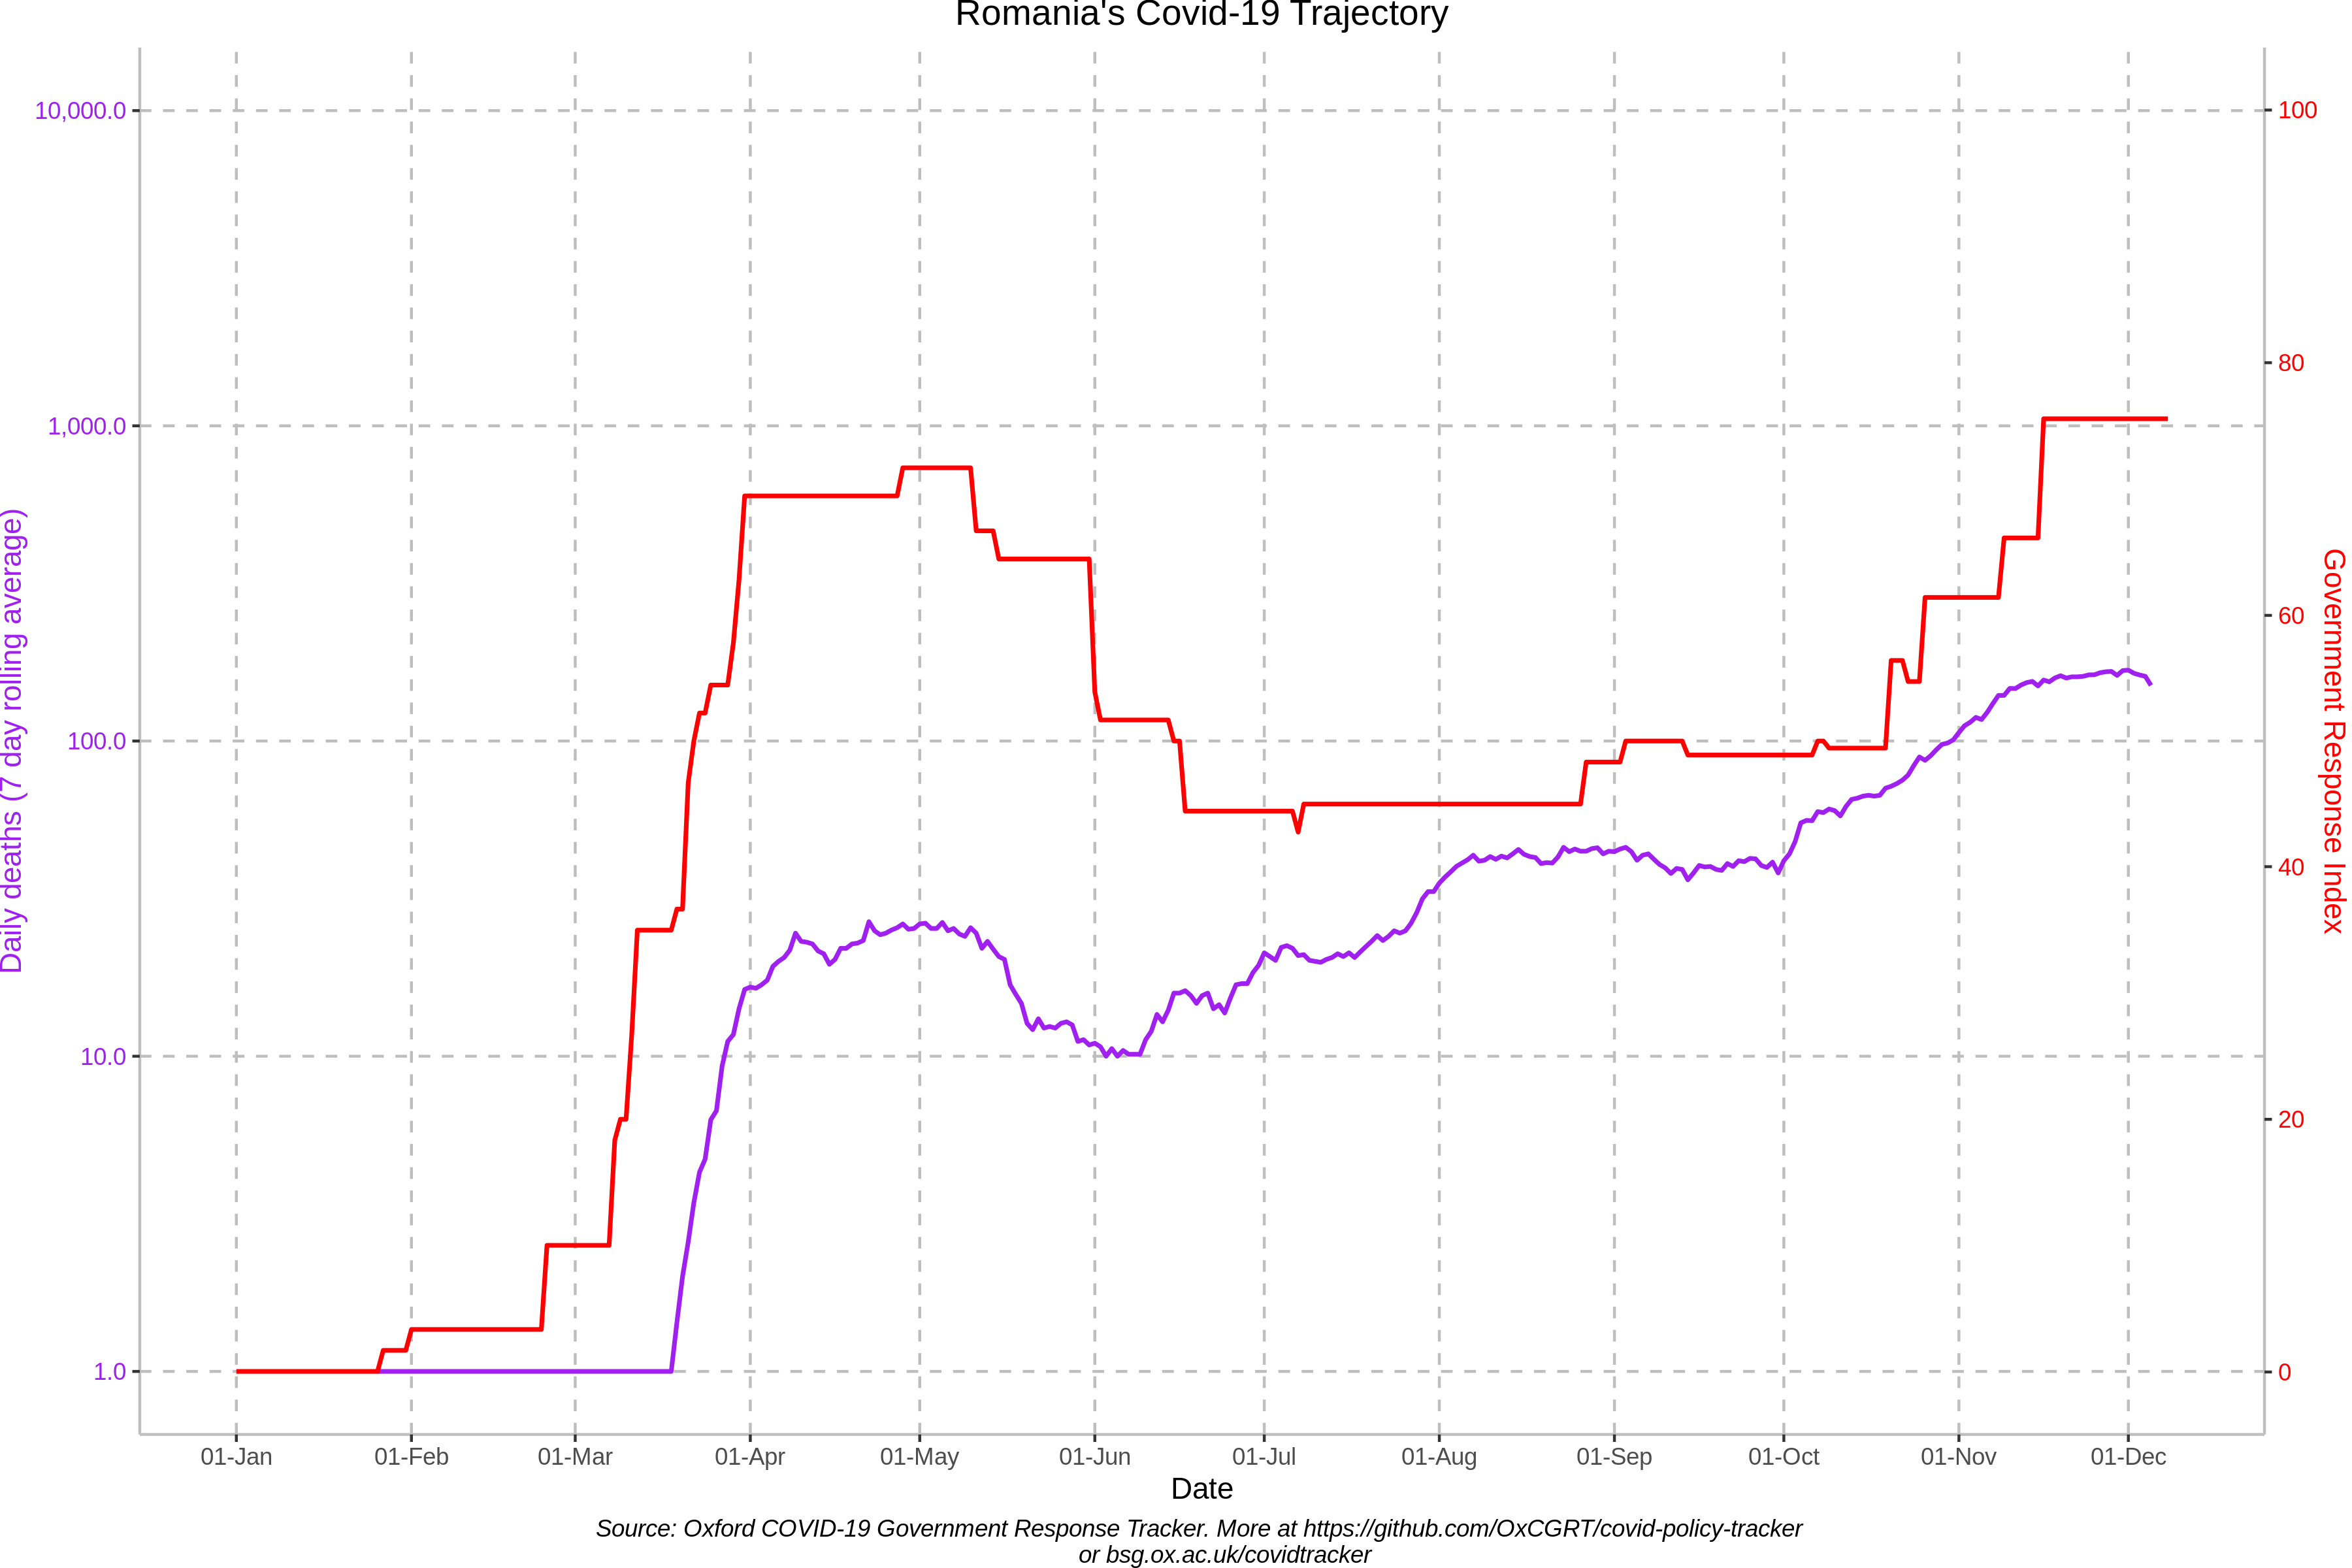 Romania's Covid-19 Trajectory
10,000.0
1,000.0
100.0
10.0
1.0
Daily deaths (7 day rolling average)
100
80
60
40
20
0
Government Response Index
01-Jan 01-Feb 01-Mar 01-Apr 01-May 01-Jun 01-Jul 01-Aug 01-Sep 01-Oct 01-Nov 01-Dec
Date
Source: Oxford COVID-19 Government Response Tracker. More at https://github.com/OxCGRT/covid-policy-tracker
or bsg.ox.ac.uk/covidtracker